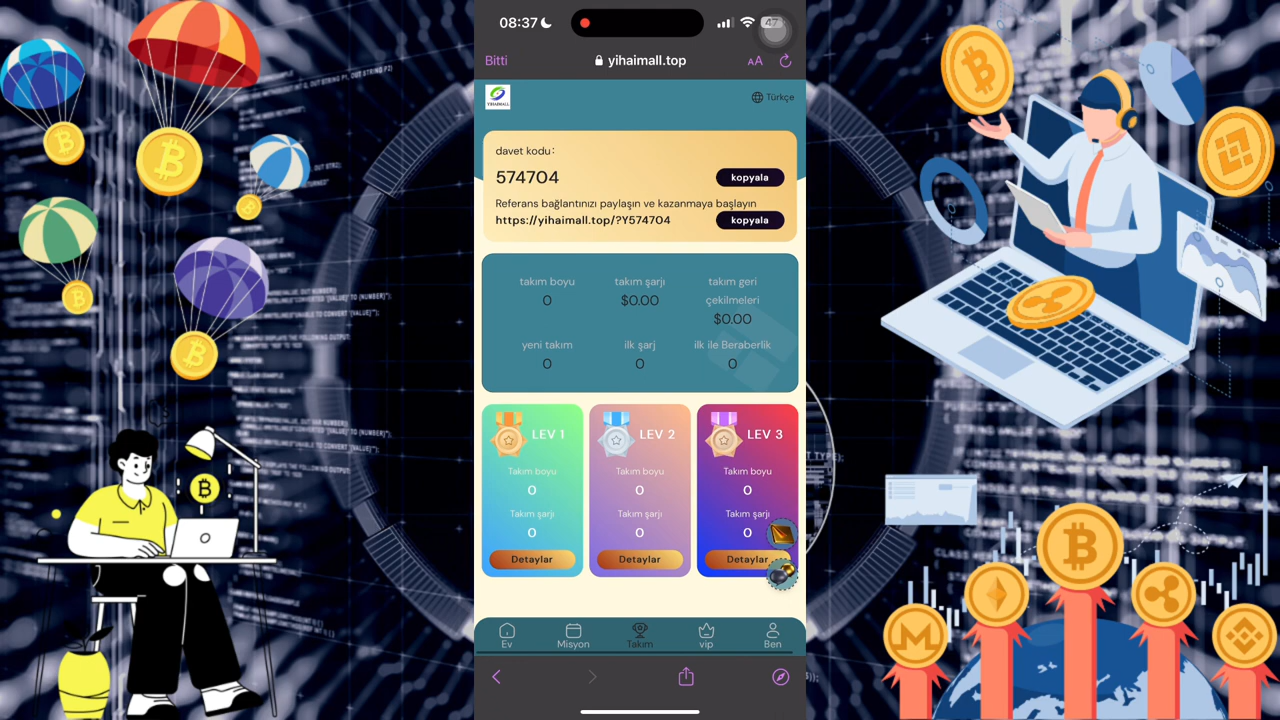 08:37
47
Bitti
yihaimall.top
AA
YIHAIMALL
Türkçe
davet kodu:
574704
kopyala
Referans bağlantınızı paylaşın ve kazanmaya başlayın
https://yihaimall.top/?Y574704
kopyala
takım boyu
0
takım şarjı
$0.00
takım geri
çekilmeleri
$0.00
yeni takım
0
ilk şarj
0
ilk ile Beraberlik
0
LEV 1
Takım boyu
0
Takım şarjı
0
Detaylar
LEV 2
Takım boyu
0
Takım şarjı
0
Detaylar
LEV 3
Takım boyu
0
Takım şarjı
0
Detaylar
Ev
Misyon
Takım
vip
Ben